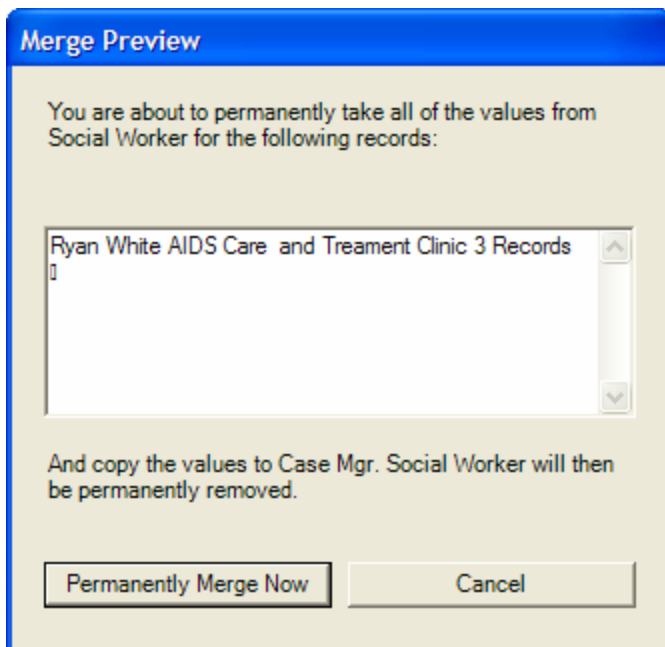 Merge Preview
You are about to permanently take all of the values from
Social Worker for the following records:
Ryan White AIDS Care  and Treament Clinic 3 Records
And copy the values to Case Mgr. Social Worker will then
be permanently removed.
Permanently Merge Now
Cancel